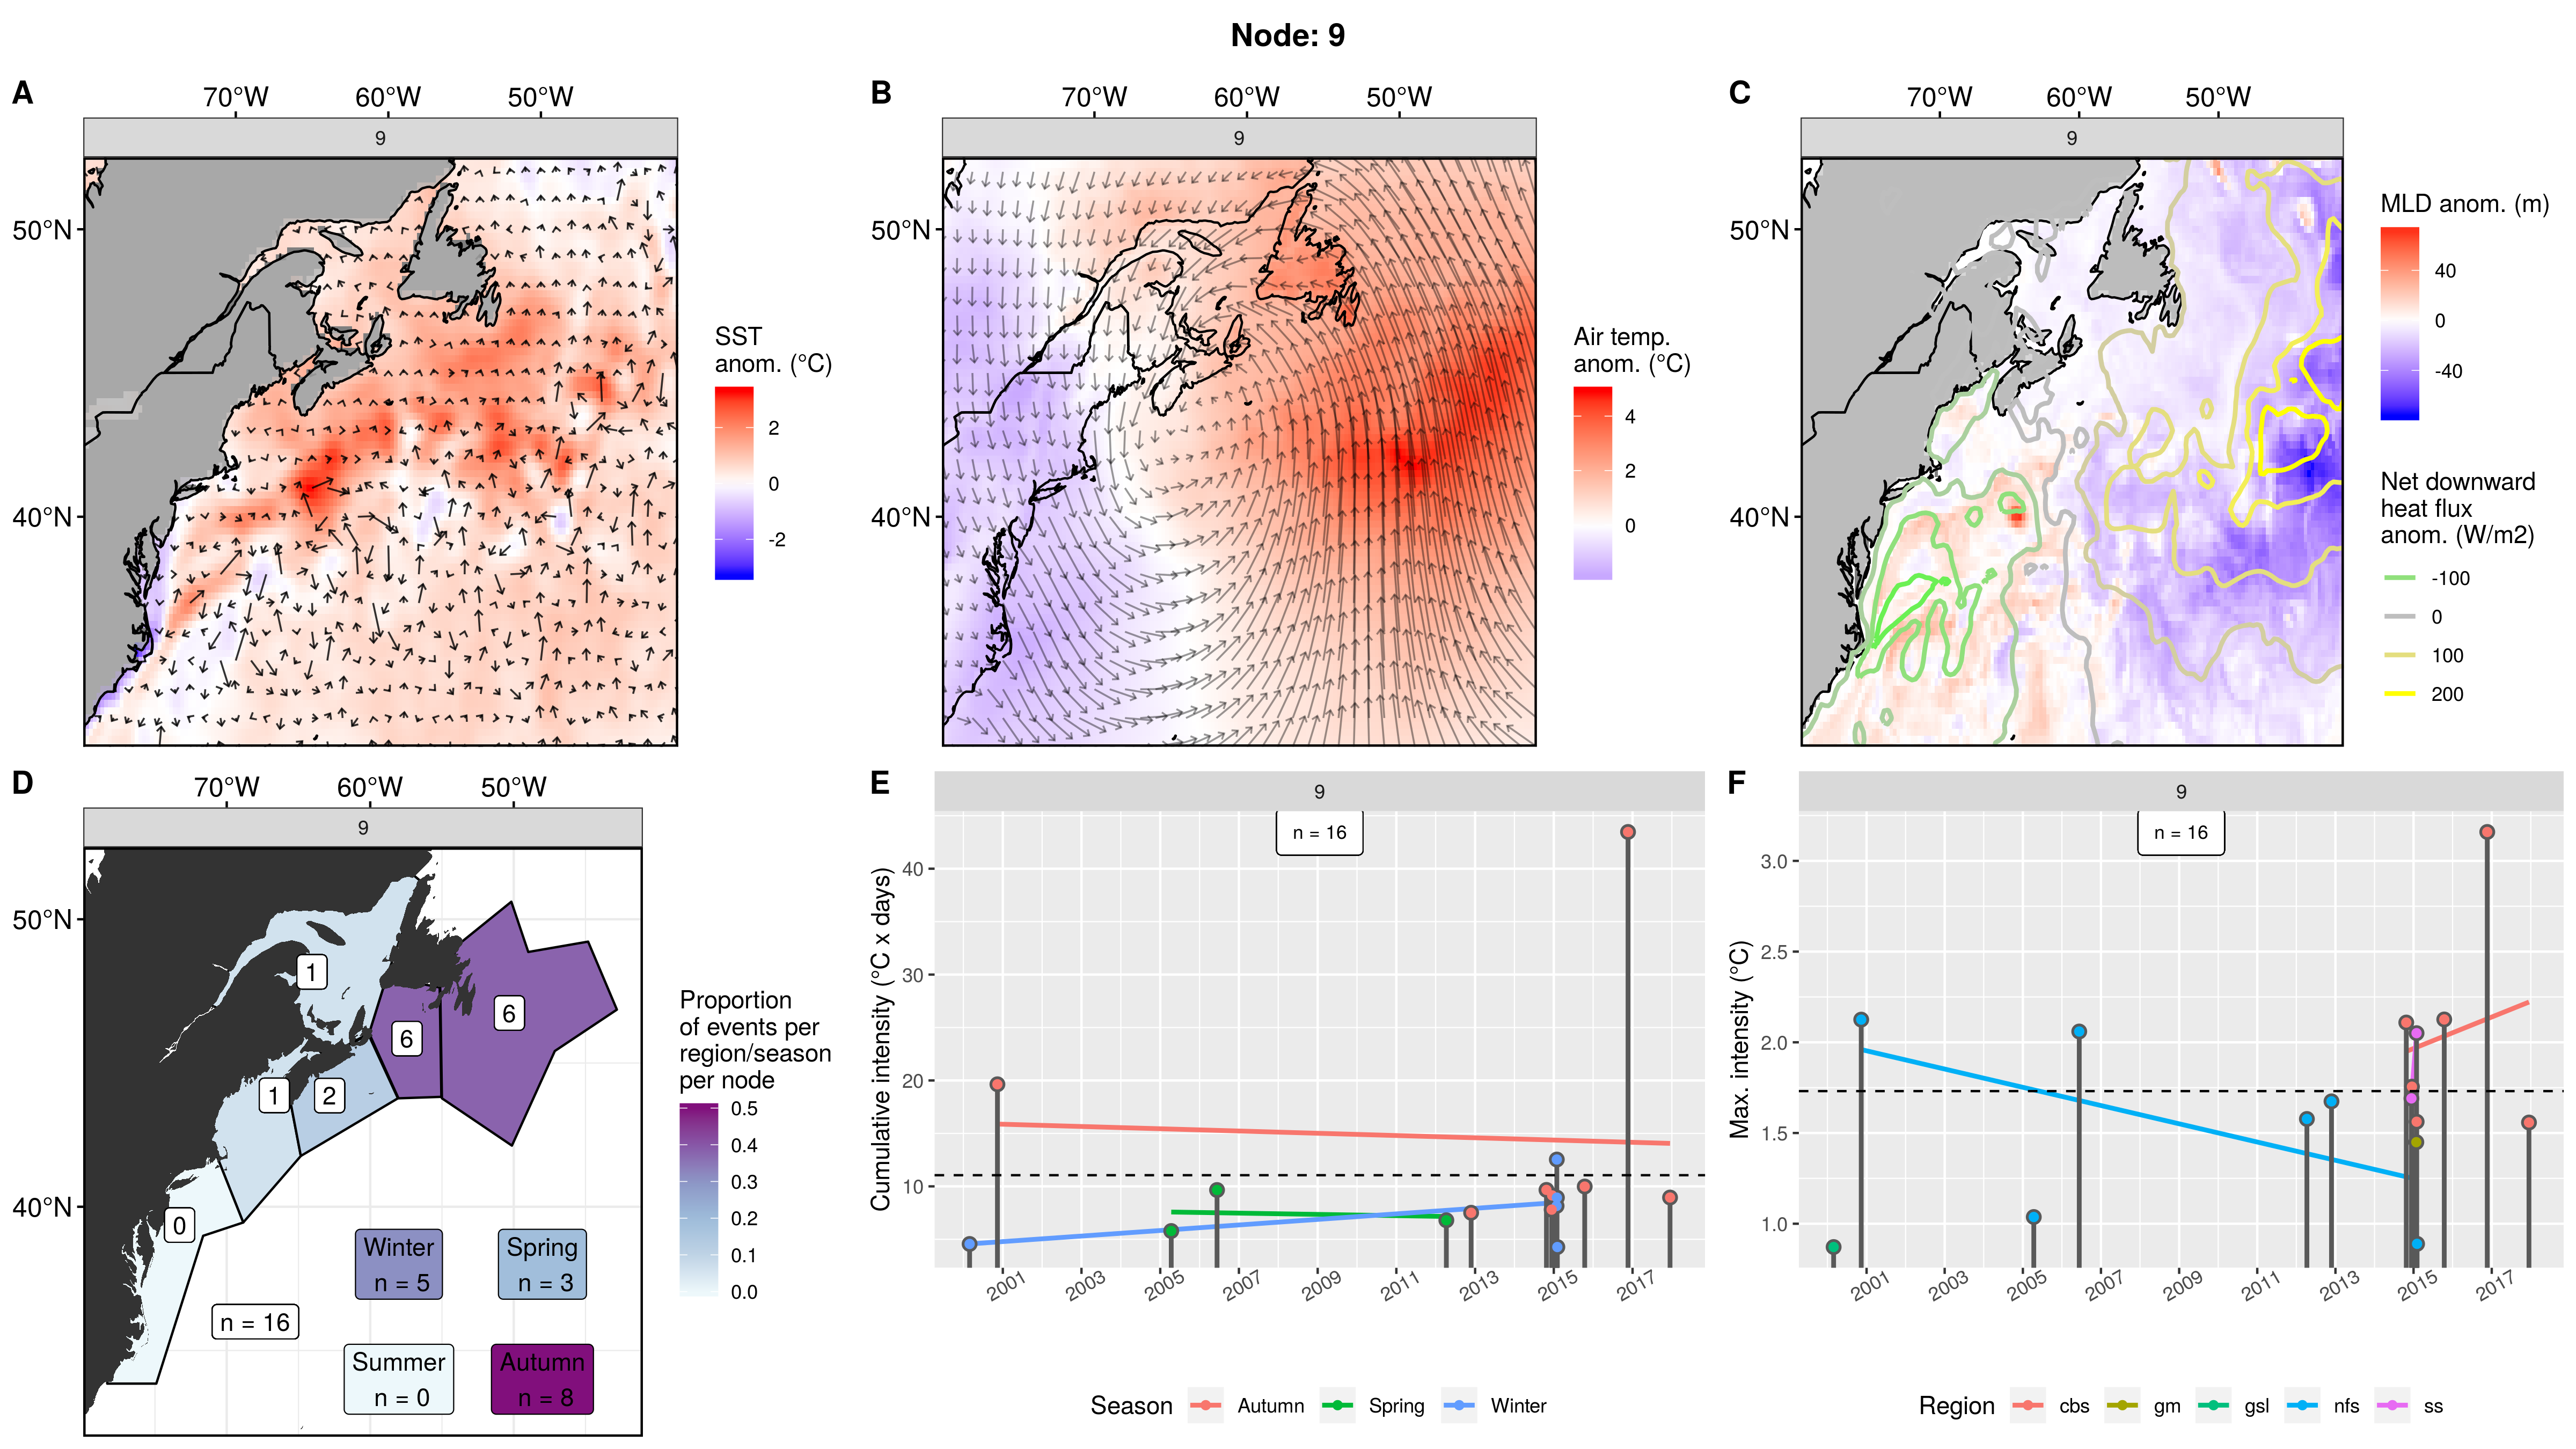 Node: 9
A
70°W 60°W 50°W
9
50°N
40°N
SST
anom. (°C)
2
0
-2
B
70°W 60°W 50°W
9
50°N
40°N
Air temp.
anom. (°C)
4
2
0
C
70°W 60°W 50°W
9
50°N
40°N
MLD anom. (m)
40
0
-40
Net downward
heat flux
anom. (W/m2)
-100
0
100
200
D
70°W 60°W 50°W
9
50°N
40°N
1
6
6
1
2
0
n = 16
Winter
n = 5
Spring
n = 3
Summer
n = 0
Autumn
n = 8
Proportion
of events per
region/season
per node
0.5
0.4
0.3
0.2
0.1
0.0
E
9
n = 16
Cumulative intensity (°C x days)
40
30
20
10
2001 2003 2005 2007 2009 2011 2013 2015 2017
Season Autumn Spring Winter
F
9
n = 16
Max. intensity (°C)
3.0
2.5
2.0
1.5
1.0
2001 2003 2005 2007 2009 2011 2013 2015 2017
Region cbs gm gsl nfs ss